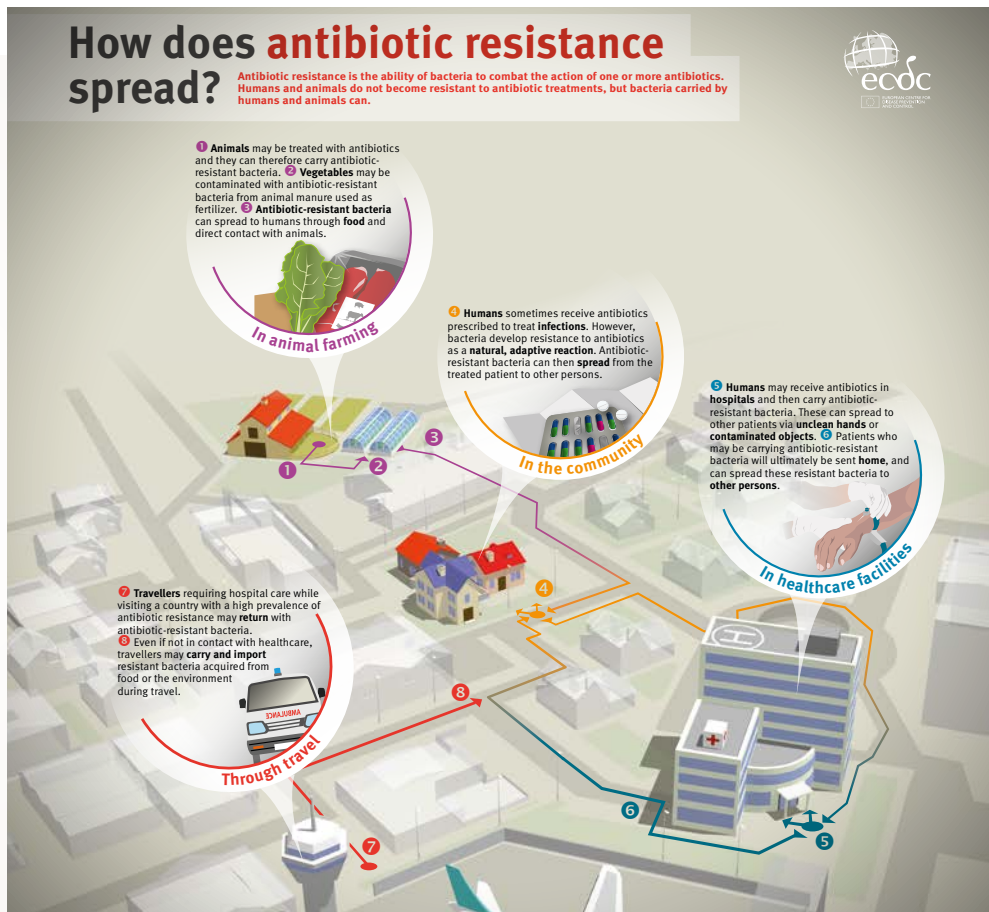 How does antibiotic resistance
spread?
Antibiotic resistance is the ability of bacteria to combat the action of one or more antibiotics.
Humans and animals do not become resistant to antibiotic treatments, but bacteria carried by
humans and animals can.
ecdc
EUROPEAN CENTRE FOR
DISEASE PREVENTION
AND CONTROL
1 Animals may be treated with antibiotics
and they can therefore carry antibiotic-
resistant bacteria. 2 Vegetables may be
contaminated with antibiotic-resistant
bacteria from animal manure used as
fertilizer. 3 Antibiotic-resistant bacteria
can spread to humans through food and
direct contact with animals.
In animal farming
4 Humans sometimes receive antibiotics
prescribed to treat infections. However,
bacteria develop resistance to antibiotics
as a natural, adaptive reaction. Antibiotic-
resistant bacteria can then spread from the
treated patient to other persons.
In the community
5 Humans may receive antibiotics in
hospitals and then carry antibiotic-
resistant bacteria. These can spread to
other patients via unclean hands or
contaminated objects. 6 Patients who
may be carrying antibiotic-resistant
bacteria will ultimately be sent home, and
can spread these resistant bacteria to
other persons.
In healthcare facilities
1
2
3
4
H
7 Travellers requiring hospital care while
visiting a country with a high prevalence of
antibiotic resistance may return with
antibiotic-resistant bacteria.
8 Even if not in contact with healthcare,
travellers may carry and import
resistant bacteria acquired from
food or the environment
during travel.
AMBULANCE
Through travel
8
6
5
7